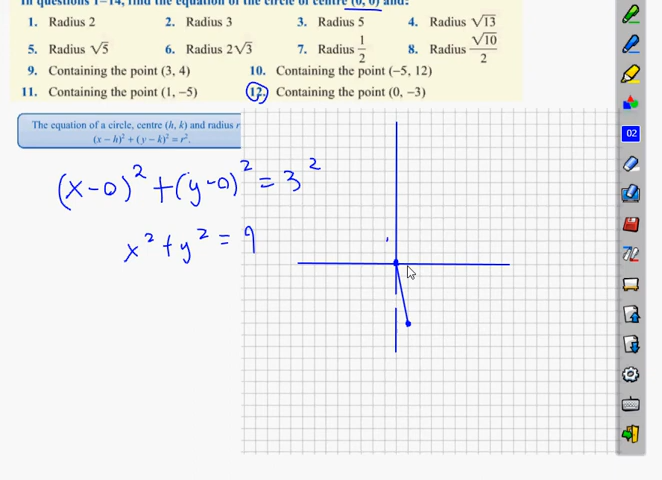 In questions 1–14, find the equation of the circle of centre (0, 0) and:
1. Radius 2 2. Radius 3 3. Radius 5 4. Radius √13
5. Radius √5 6. Radius 2√3 7. Radius 1/2 8. Radius √10/2
9. Containing the point (3, 4) 10. Containing the point (−5, 12)
11. Containing the point (1, −5) 12. Containing the point (0, −3)
The equation of a circle, centre (h, k) and radius r
(x − h)² + (y − k)² = r².
(x-0)² + (y-0)² = 3²
x² + y² = 9
02